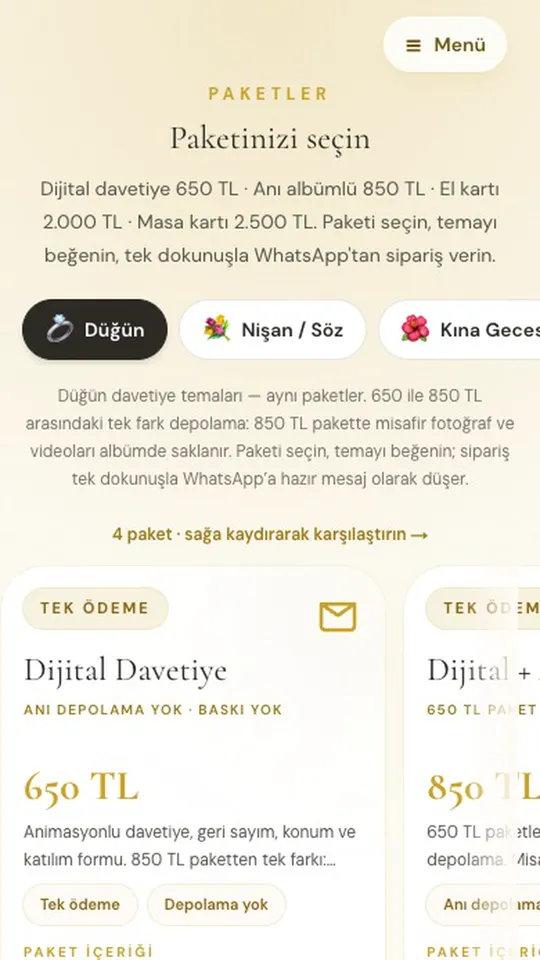 Menü
PAKETLER
Paketinizi seçin
Dijital davetiye 650 TL · Anı albümlü 850 TL · El kartı
2.000 TL · Masa kartı 2.500 TL. Paketi seçin, temayı
beğenin, tek dokunuşla WhatsApp'tan sipariş verin.
Düğün
Nişan / Söz
Kına Geces
Düğün davetiye temaları — aynı paketler. 650 ile 850 TL
arasındaki tek fark depolama: 850 TL pakette misafir fotoğraf ve
videoları albümde saklanır. Paketi seçin, temayı beğenin; sipariş
tek dokunuşla WhatsApp’a hazır mesaj olarak düşer.
4 paket · sağa kaydırarak karşılaştırın →
TEK ÖDEME
Dijital Davetiye
ANI DEPOLAMA YOK · BASKI YOK
650 TL
Animasyonlu davetiye, geri sayım, konum ve
katılım formu. 850 TL paketten tek farkı:…
Tek ödeme
Depolama yok
PAKET İÇERİĞİ
TEK ÖDEME
Dijital +
650 TL PAKET
850 TL
650 TL paketle
depolama. Misa
Anı depolama
PAKET İÇERİ